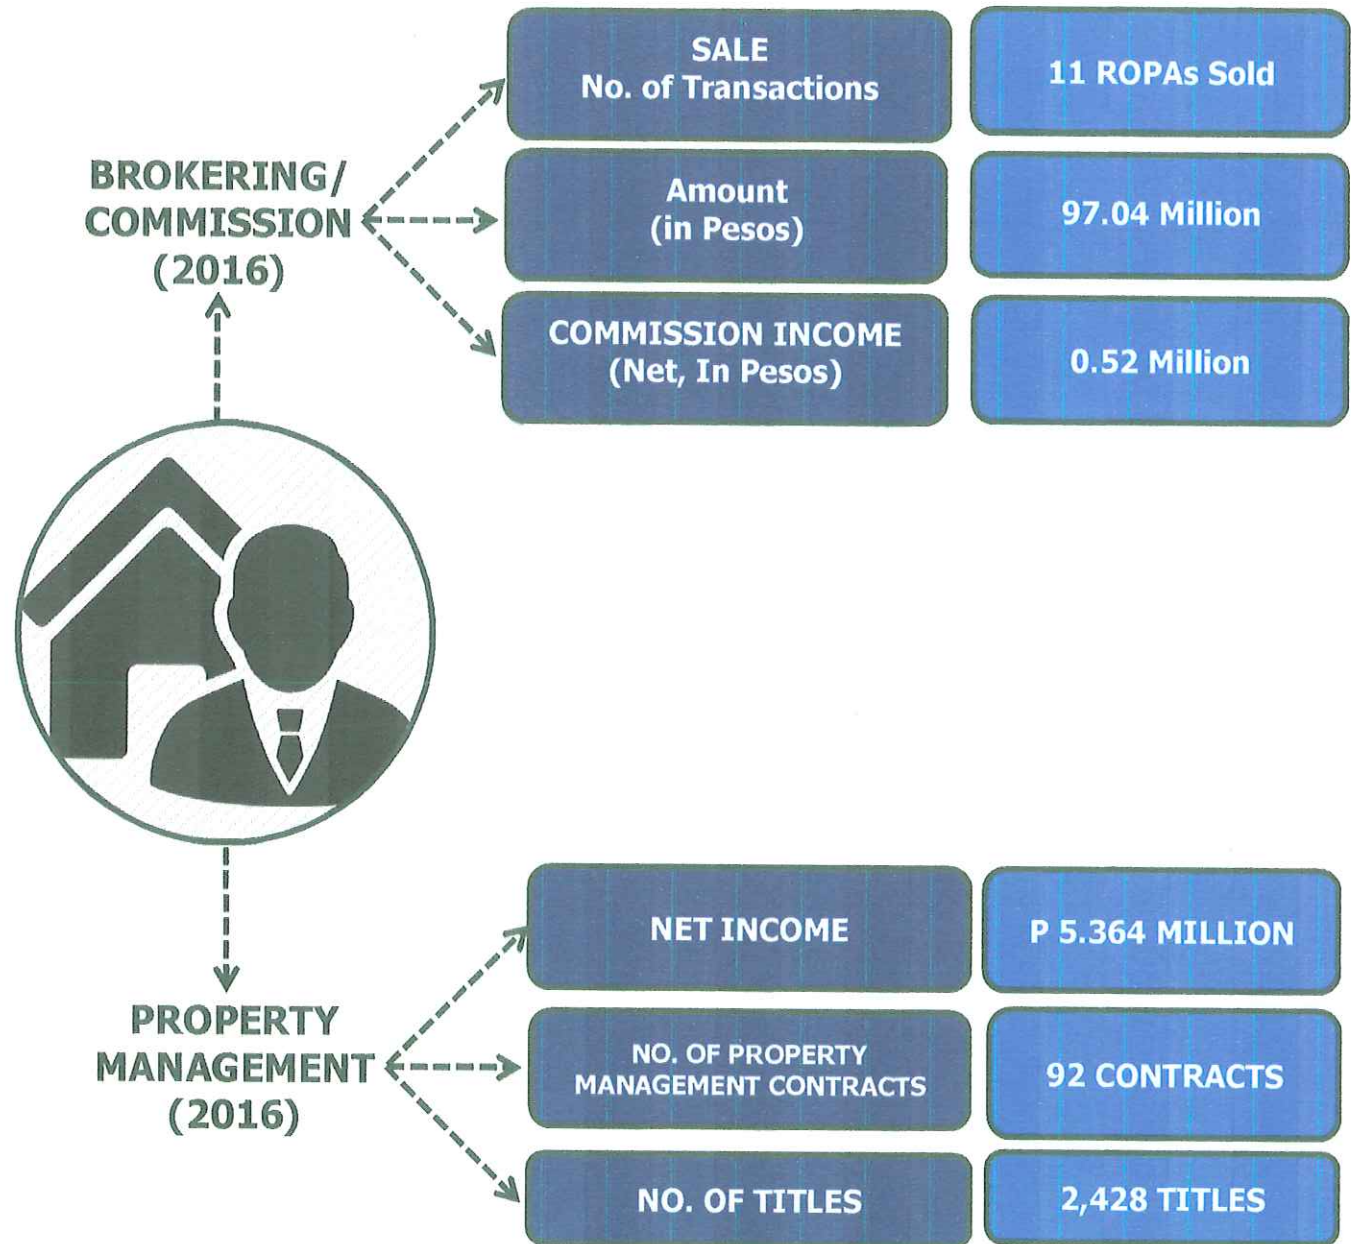 BROKERING/
COMMISSION
(2016)
SALE
No. of Transactions
11 ROPAs Sold
Amount
(in Pesos)
97.04 Million
COMMISSION INCOME
(Net, In Pesos)
0.52 Million
PROPERTY
MANAGEMENT
(2016)
NET INCOME
P 5.364 MILLION
NO. OF PROPERTY
MANAGEMENT CONTRACTS
92 CONTRACTS
NO. OF TITLES
2,428 TITLES